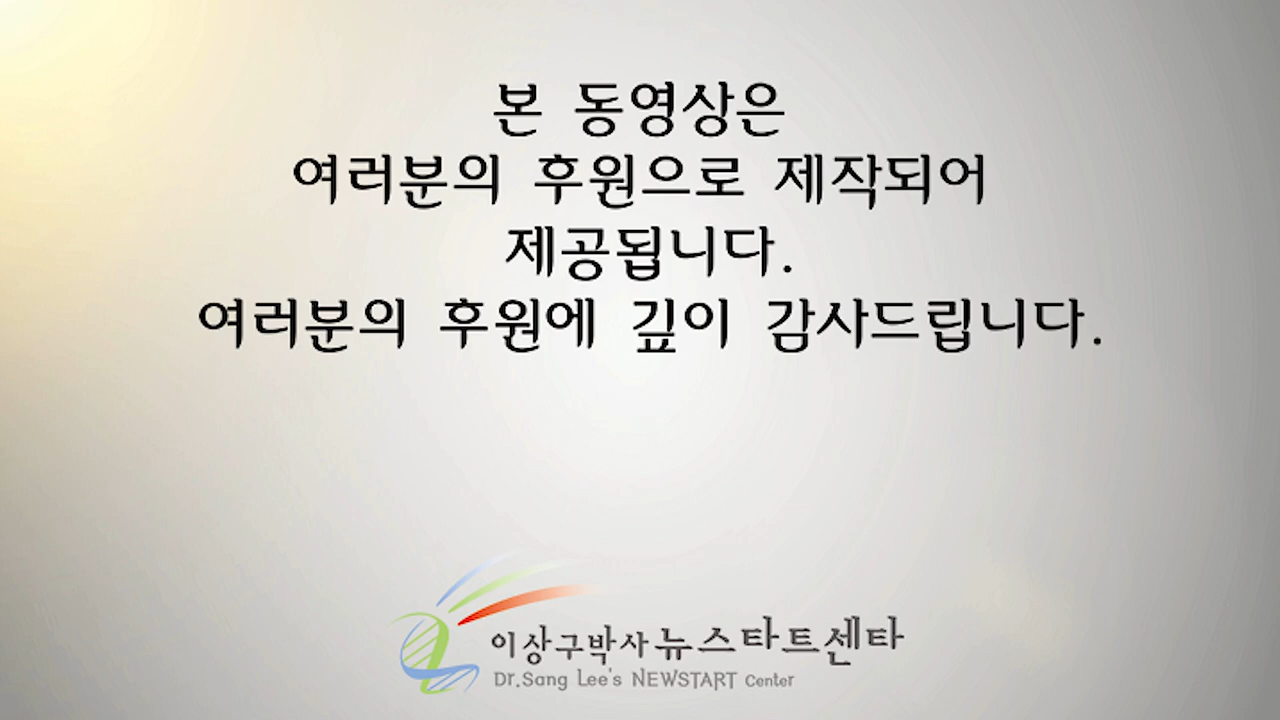 본 동영상은
여러분의 후원으로 제작되어
제공됩니다.
여러분의 후원에 깊이 감사드립니다.
이상구박사 뉴스타트센타
Dr.Sang Lee's NEWSTART Center